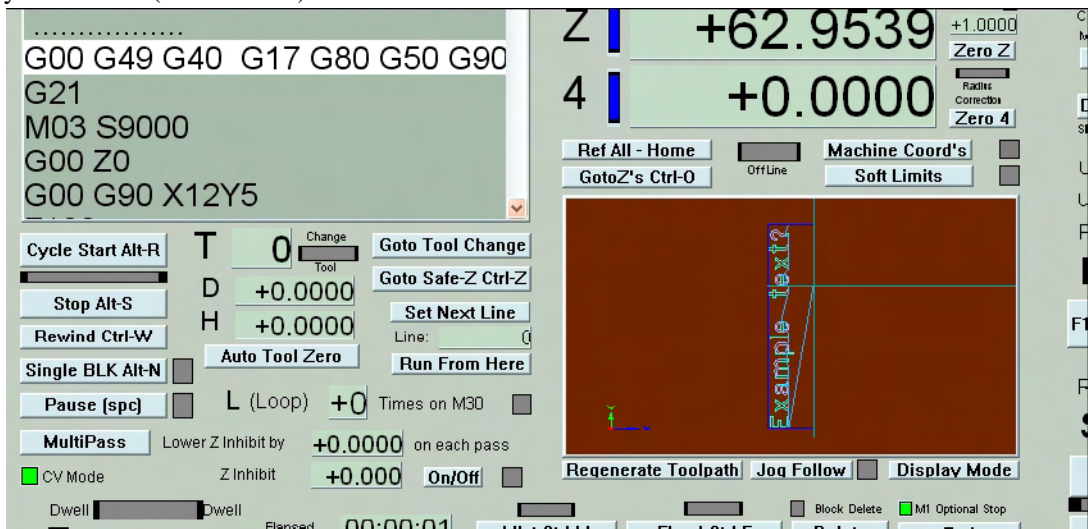 ................
G00 G49 G40 G17 G80 G50 G90
G21
M03 S9000
G00 Z0
G00 G90 X12Y5
Z +62.9539 +1.0000
Zero Z
4 +0.0000 Radius
Correction
Zero 4
Ref All - Home OffLine Machine Coord's
GotoZ's Ctrl-O Soft Limits
Cycle Start Alt-R T 0 Change Tool Goto Tool Change
Goto Safe-Z Ctrl-Z
Stop Alt-S D +0.0000
Set Next Line
Rewind Ctrl-W H +0.0000 Line: 0
Auto Tool Zero Run From Here
Single BLK Alt-N
Pause (spc) L (Loop) +0 Times on M30
MultiPass Lower Z Inhibit by +0.0000 on each pass
CV Mode Z Inhibit +0.000 On/Off
Dwell Dwell
Elapsed 00:00:01
Example text?
Regenerate Toolpath Jog Follow Display Mode
Block Delete M1 Optional Stop